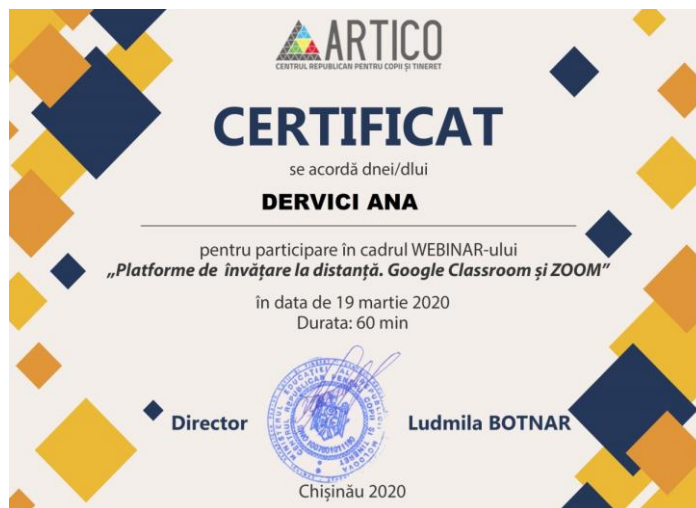 ARTICO
CENTRUL REPUBLICAN PENTRU COPII ȘI TINERET
CERTIFICAT
se acordă dnei/dlui
DERVICI ANA
pentru participare în cadrul WEBINAR-ului
„Platforme de învățare la distanță. Google Classroom și ZOOM”
în data de 19 martie 2020
Durata: 60 min
Director
Ludmila BOTNAR
Chișinău 2020